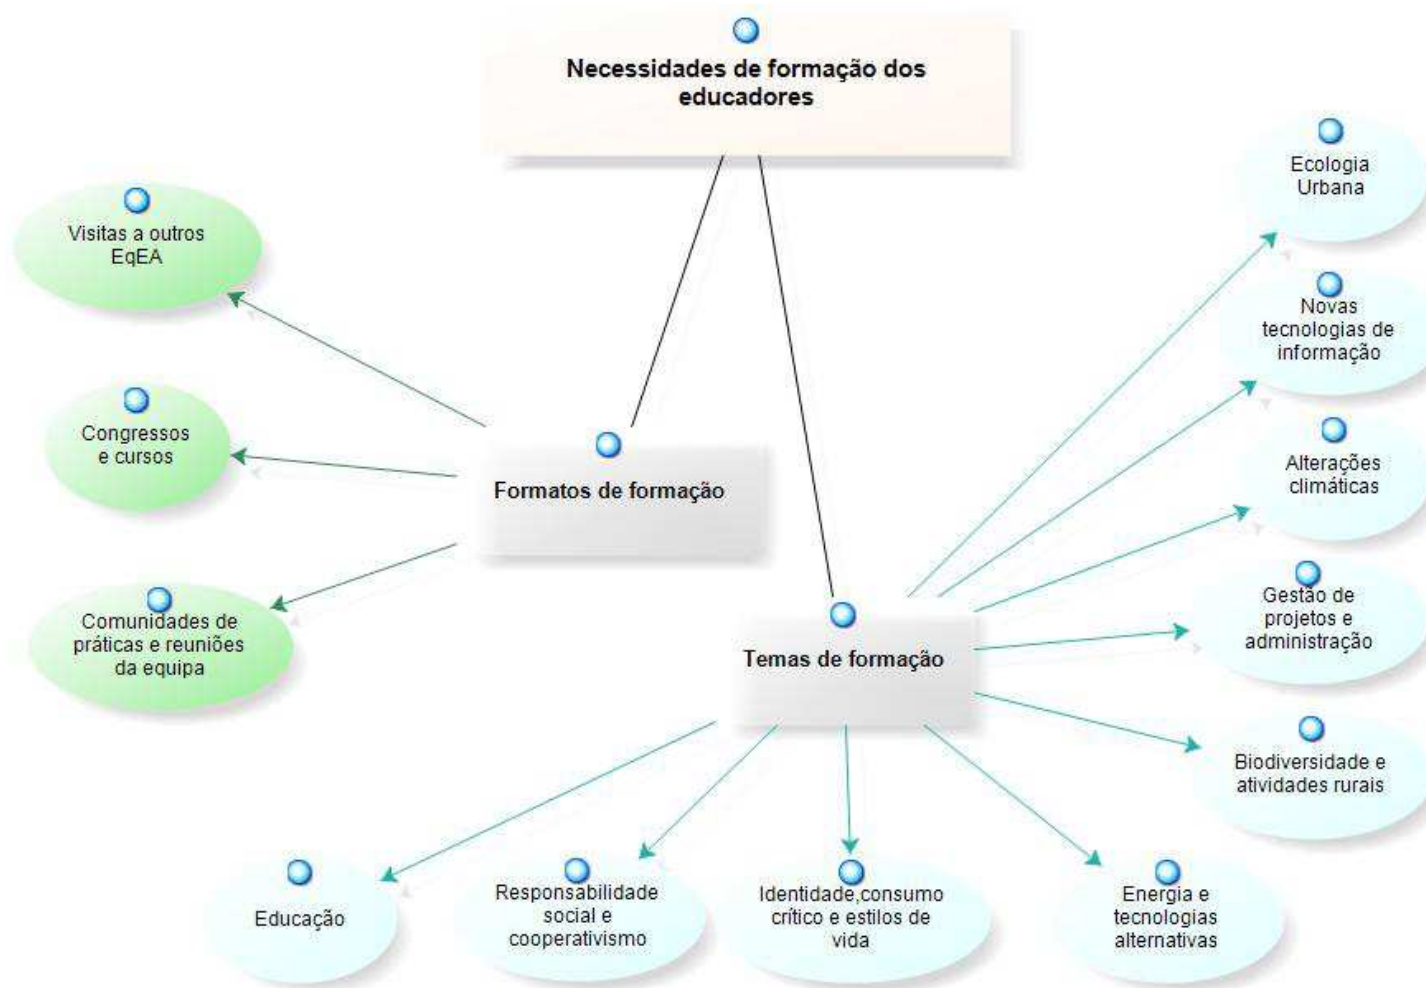 Necessidades de formação dos
educadores
Visitas a outros
EqEA
Congressos
e cursos
Comunidades de
práticas e reuniões
da equipa
Formatos de formação
Temas de formação
Ecologia
Urbana
Novas
tecnologias de
informação
Alterações
climáticas
Gestão de
projetos e
administração
Biodiversidade e
atividades rurais
Energia e
tecnologias
alternativas
Identidade,consumo
crítico e estilos de
vida
Responsabilidade
social e
cooperativismo
Educação